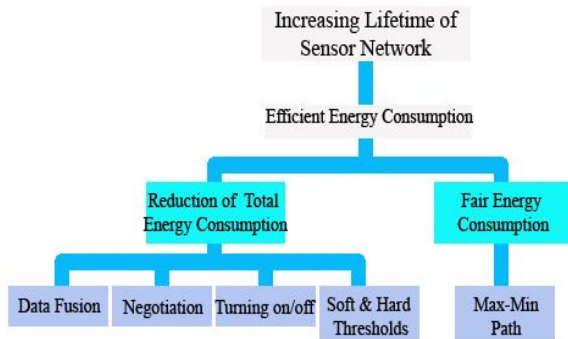 Increasing Lifetime of
Sensor Network
Efficient Energy Consumption
Reduction of Total
Energy Consumption
Fair Energy
Consumption
Data Fusion
Negotiation
Turning on/off
Soft & Hard
Thresholds
Max-Min
Path